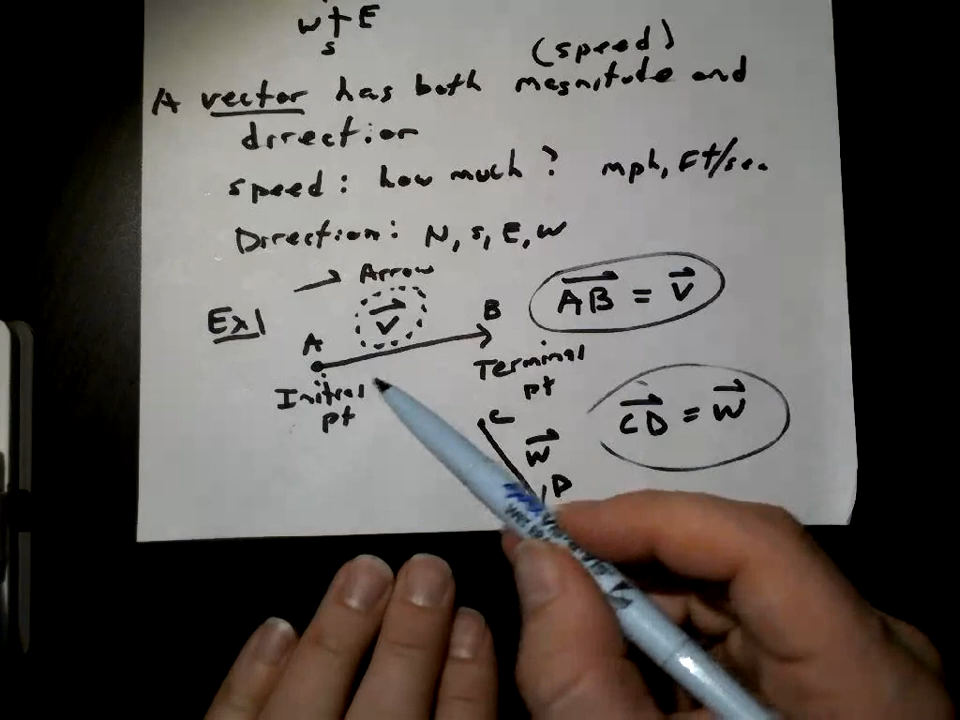 W E
S
(speed)
A vector has both magnitude and
direction
speed: how much? mph, Ft/sec.
Direction: N, S, E, W
→ Arrow
Ex1
A
v⃗
B
AB⃗ = v⃗
Initial
pt
Terminal
pt
C
w⃗
D
CD⃗ = w⃗